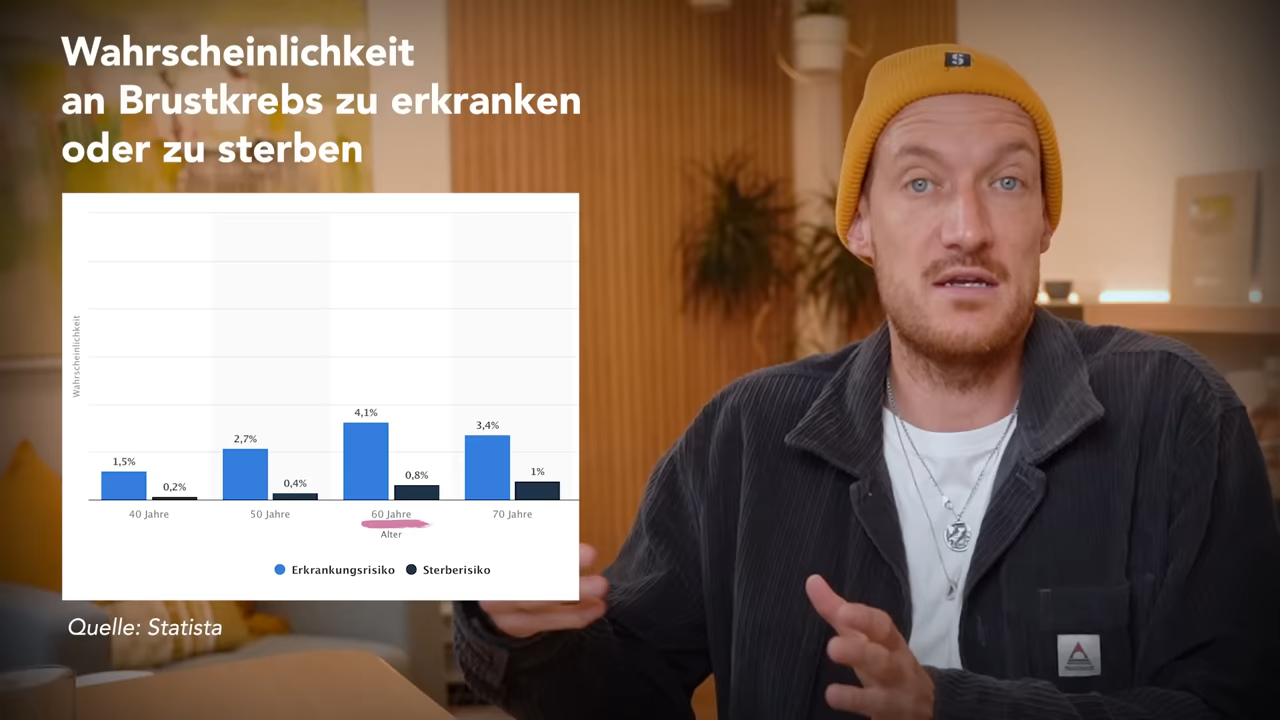 Wahrscheinlichkeit
an Brustkrebs zu erkranken
oder zu sterben
Wahrscheinlichkeit
1,5%
0,2%
2,7%
0,4%
4,1%
0,8%
3,4%
1%
40 Jahre
50 Jahre
60 Jahre
70 Jahre
Alter
Erkrankungsrisiko
Sterberisiko
Quelle: Statista
S